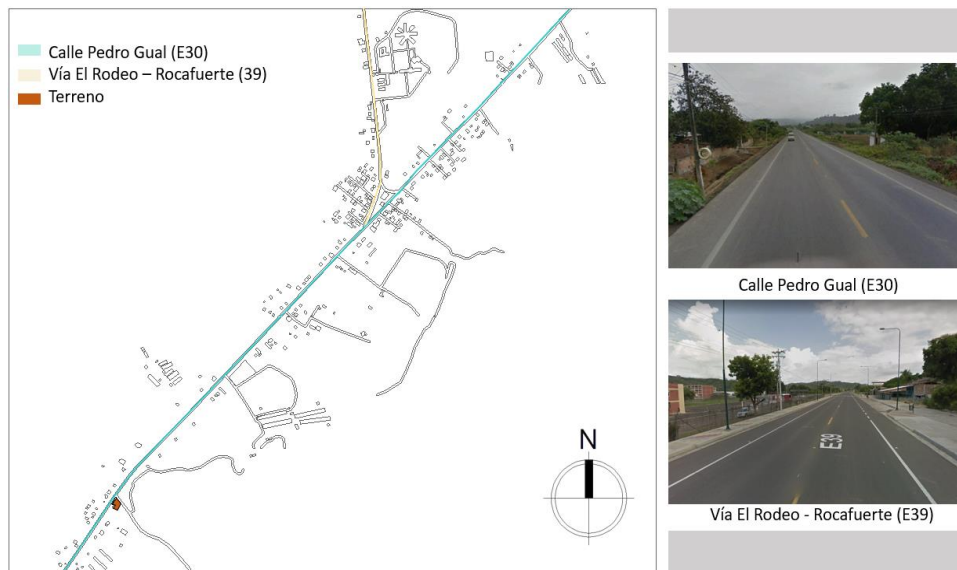 Calle Pedro Gual (E30)
Vía El Rodeo – Rocafuerte (39)
Terreno
N
Calle Pedro Gual (E30)
E39
Vía El Rodeo - Rocafuerte (E39)